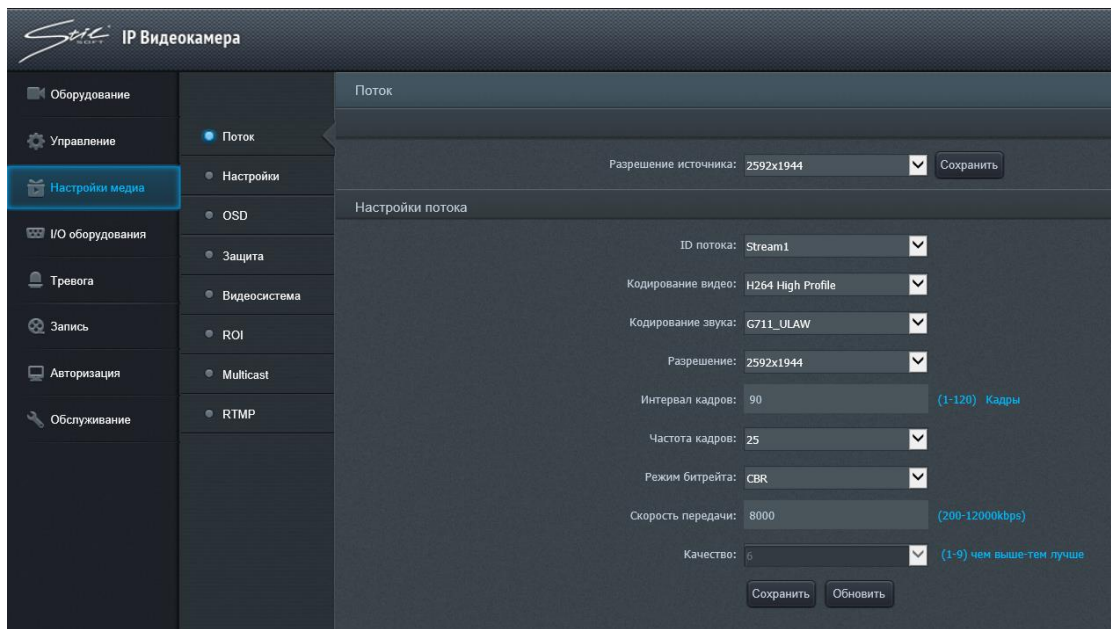 Stilsoft IP Видеокамера
Оборудование
Управление
Настройки медиа
I/O оборудования
Тревога
Запись
Авторизация
Обслуживание
Поток
Настройки
OSD
Защита
Видеосистема
ROI
Multicast
RTMP
Поток
Разрешение источника: 2592x1944 Сохранить
Настройки потока
ID потока: Stream1
Кодирование видео: H264 High Profile
Кодирование звука: G711_ULAW
Разрешение: 2592x1944
Интервал кадров: 90 (1-120) Кадры
Частота кадров: 25
Режим битрейта: CBR
Скорость передачи: 8000 (200-12000kbps)
Качество: 6 (1-9) чем выше-тем лучше
Сохранить Обновить